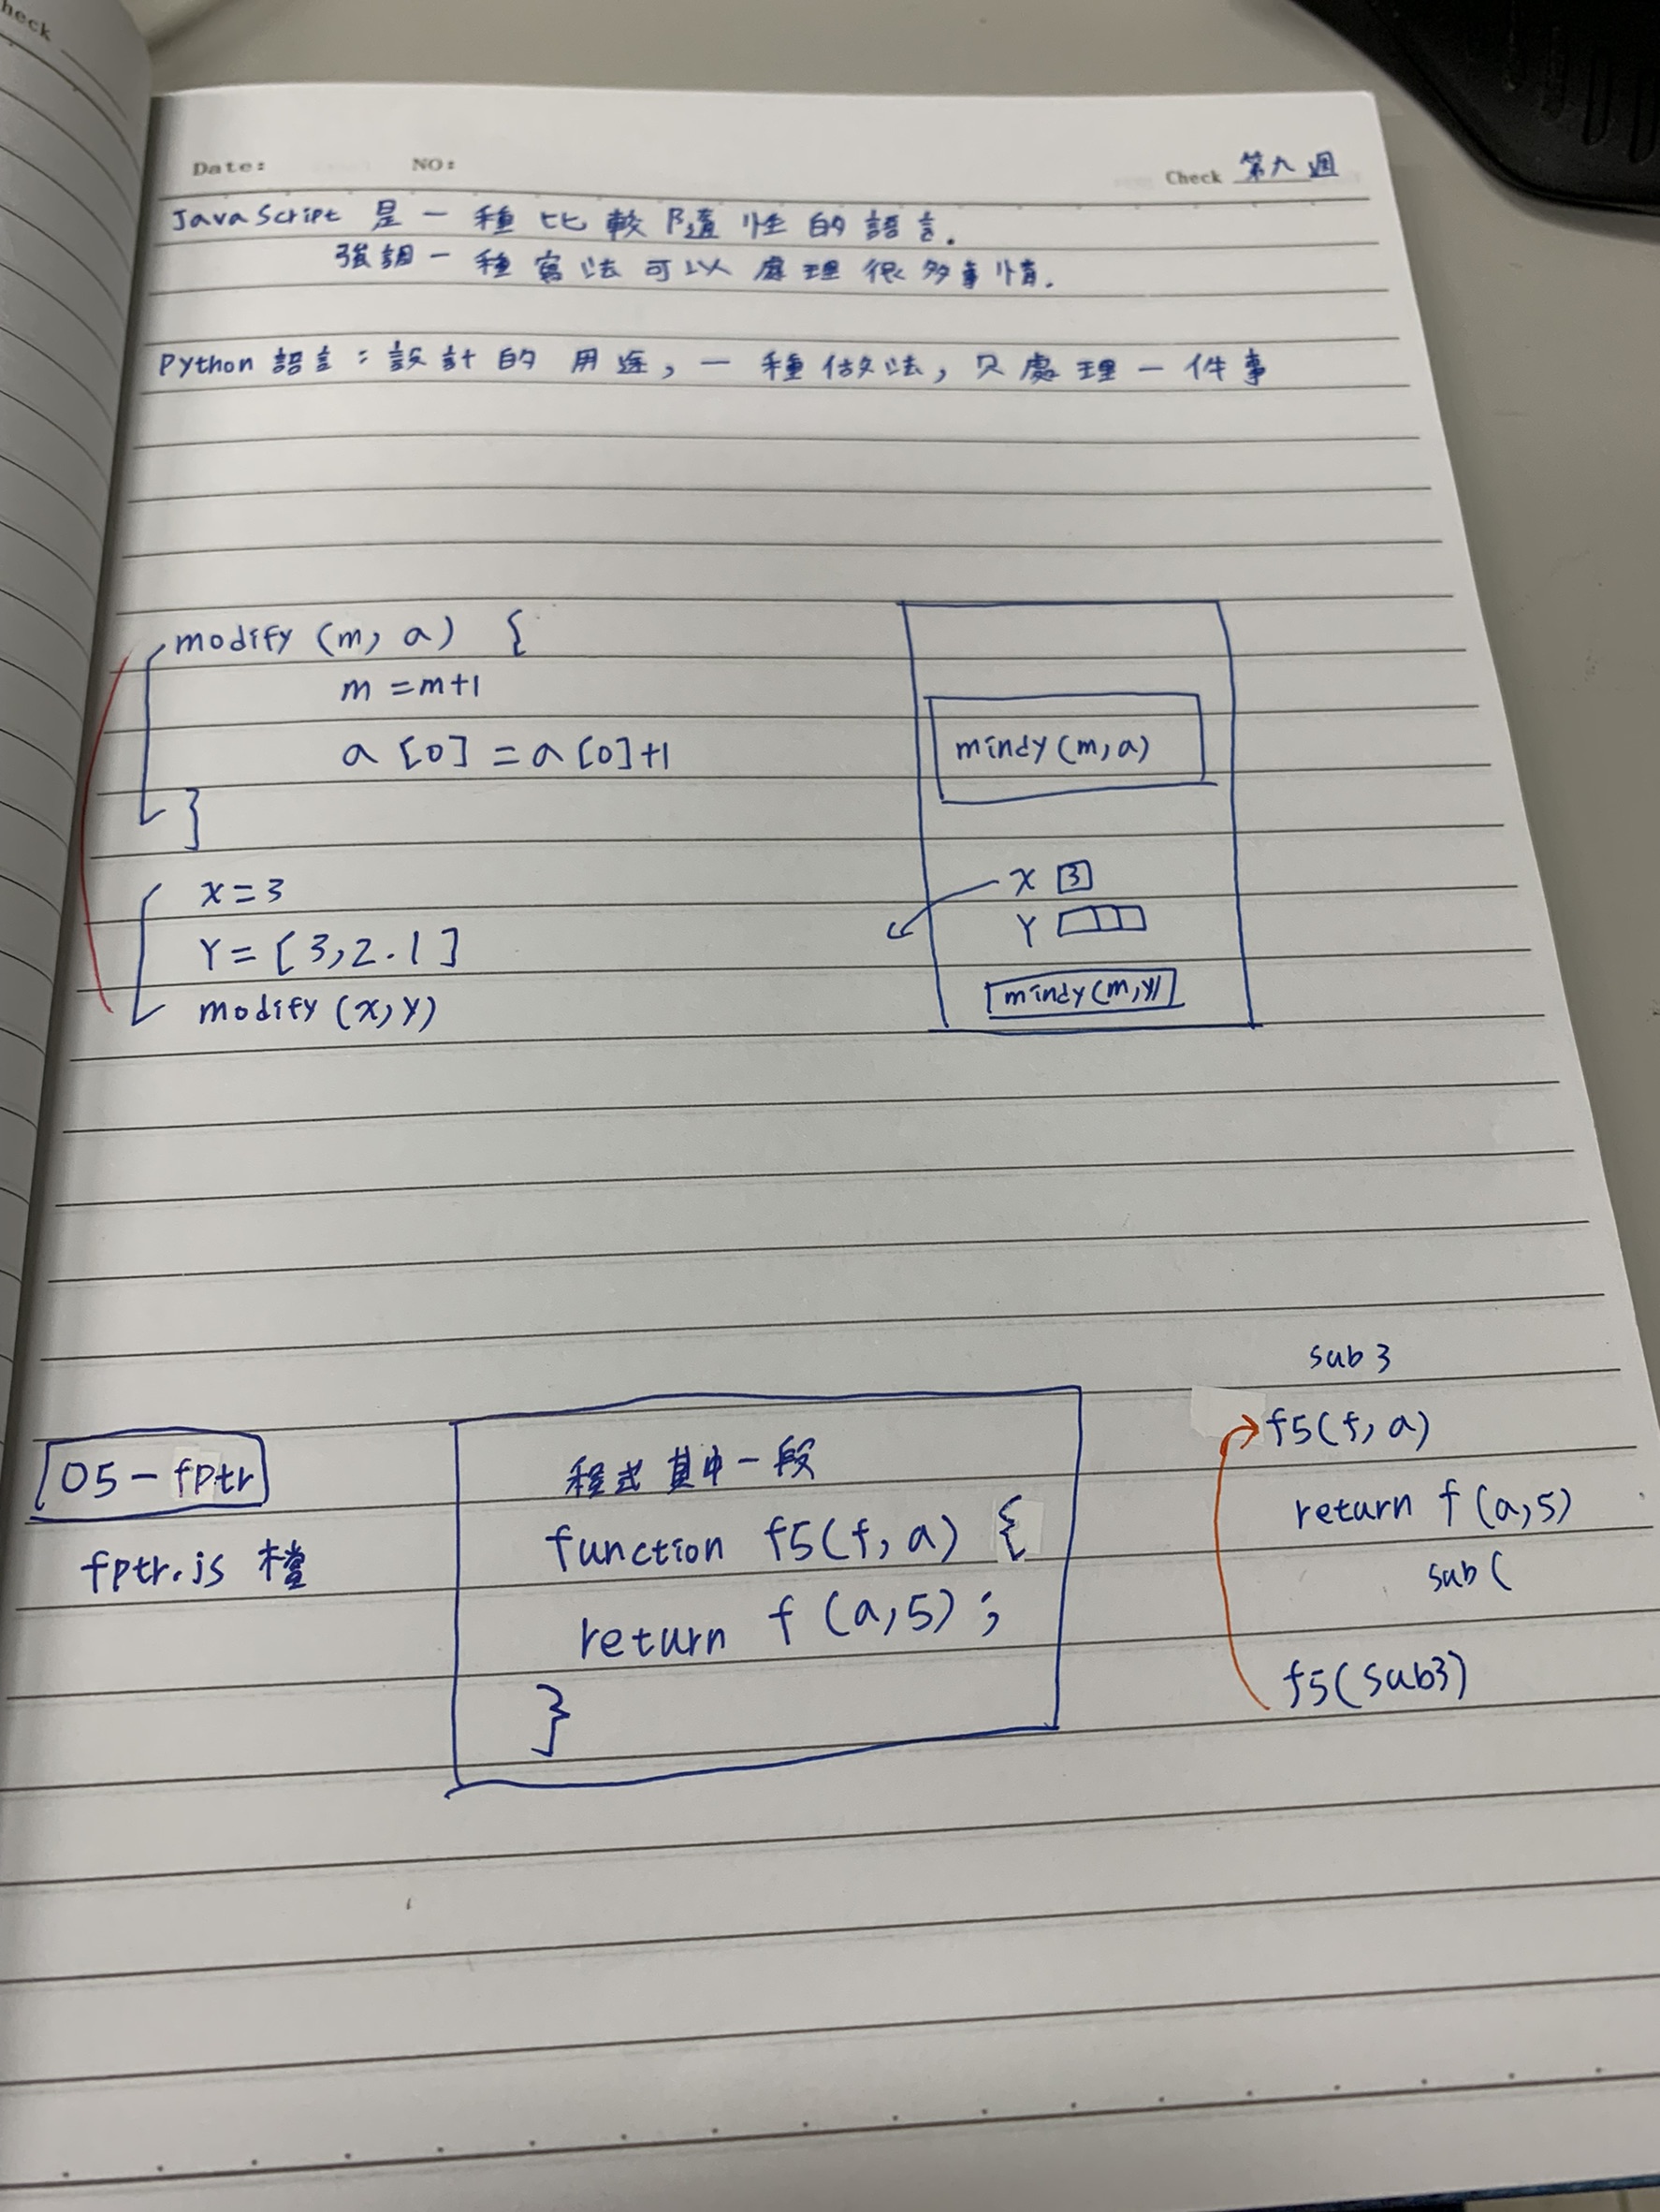 heck
Date: NO: Check 第九週
JavaScript 是一種比較隨性的語言.
強調一種寫法可以處理很多事情.
Python 語言:設計的用途,一種做法,只處理一件事
modify (m, a) {
m =m+1
a [0] = a [0]+1
}
X=3
Y= [3,2.1]
modify (x,Y)
mindy(m,a)
X 3
Y
mindy(m,y)
05-fptr
fptr.js 檔
程式其中一段
function f5(f,a) {
return f (a,5);
}
sub 3
f5(f,a)
return f (a,5)
sub (
f5(sub3)